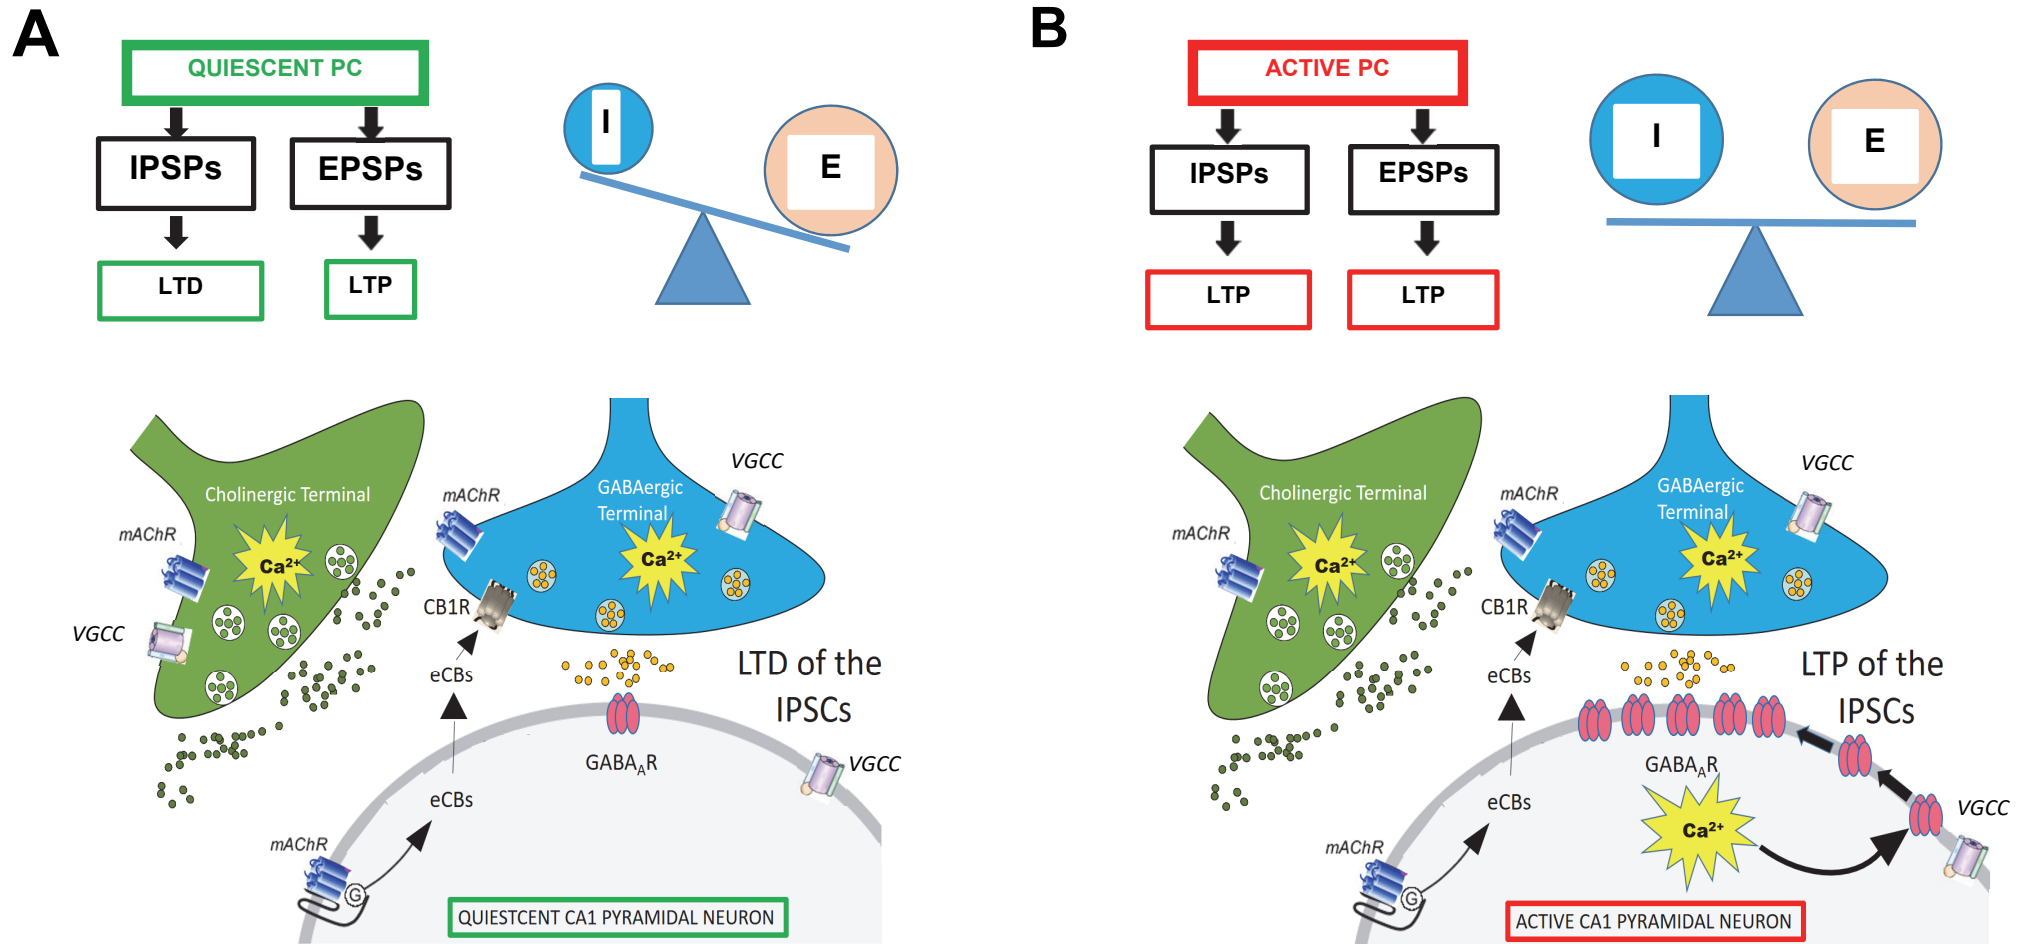 A
QUIESCENT PC
IPSPs
EPSPs
LTD
LTP
I
E
Cholinergic Terminal
mAChR
VGCC
Ca2+
mAChR
GABAergic
Terminal
VGCC
Ca2+
CB1R
eCBs
LTD of the
IPSCs
GABAAR
VGCC
eCBs
mAChR
G
QUIESTCENT CA1 PYRAMIDAL NEURON
B
ACTIVE PC
IPSPs
EPSPs
LTP
LTP
I
E
Cholinergic Terminal
mAChR
Ca2+
mAChR
GABAergic
Terminal
VGCC
Ca2+
CB1R
eCBs
LTP of the
IPSCs
GABAAR
Ca2+
VGCC
eCBs
mAChR
G
ACTIVE CA1 PYRAMIDAL NEURON